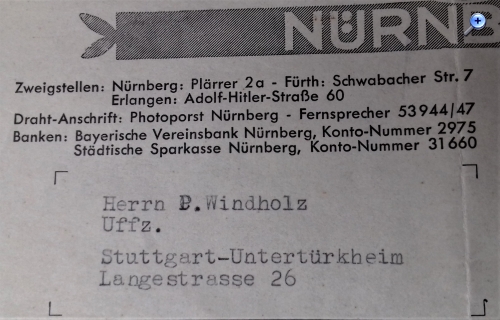 NÜRNB
Zweigstellen: Nürnberg: Plärrer 2a - Fürth: Schwabacher Str. 7
Erlangen: Adolf-Hitler-Straße 60
Draht-Anschrift: Photoporst Nürnberg - Fernsprecher 53944/47
Banken: Bayerische Vereinsbank Nürnberg, Konto-Nummer 2975
Städtische Sparkasse Nürnberg, Konto-Nummer 31660
Herrn P.Windholz
Uffz.
Stuttgart-Untertürkheim
Langestrasse 26